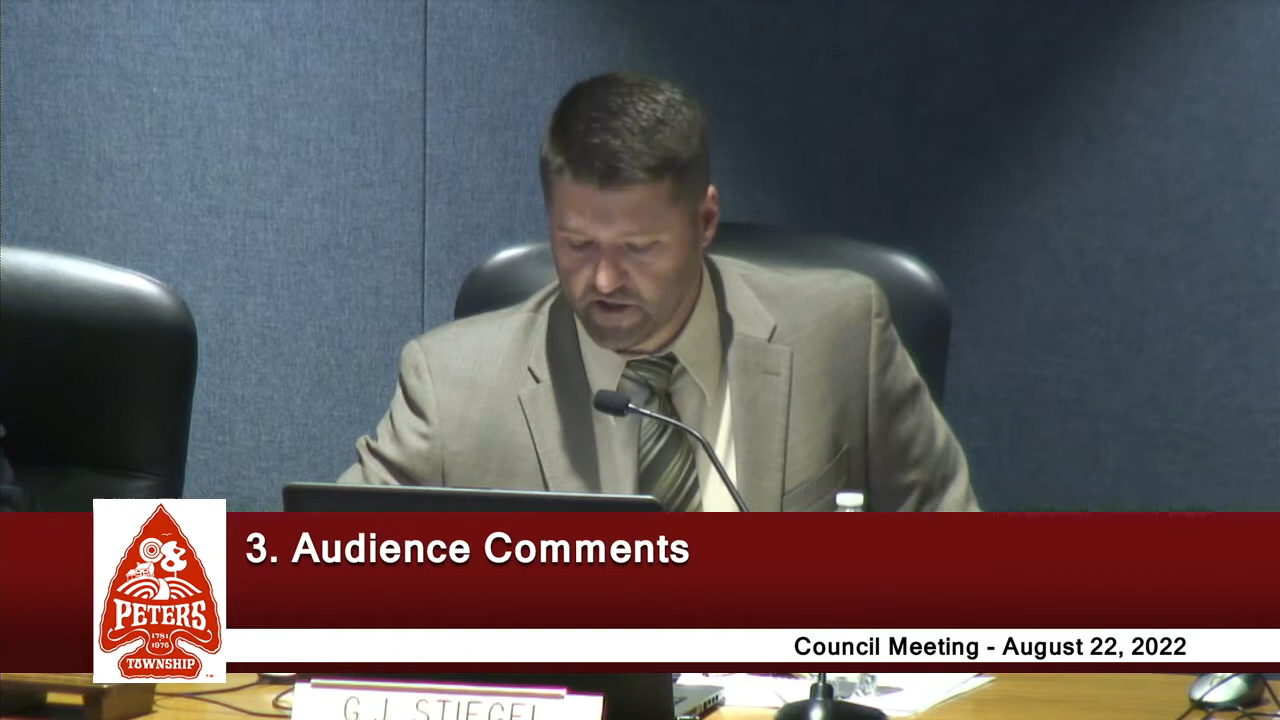 3. Audience Comments
PETERS
1781
1976
TOWNSHIP
Council Meeting - August 22, 2022
G.J. STIEGEL